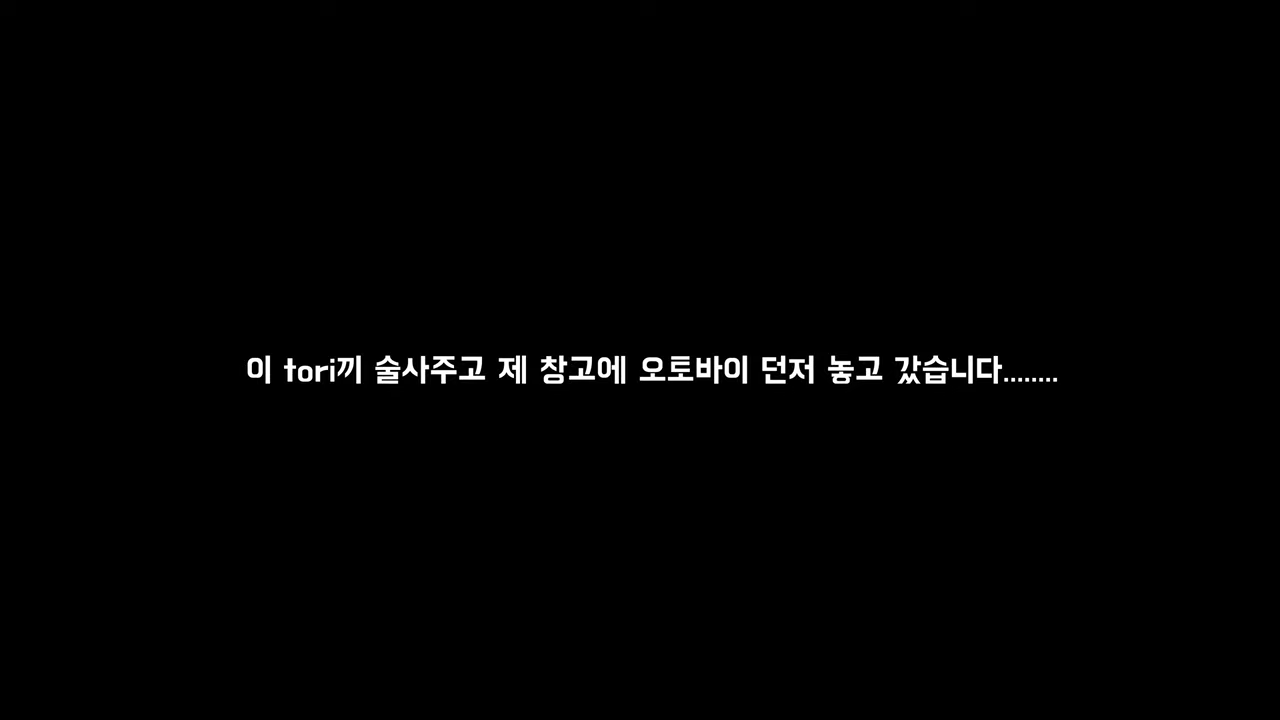 이 tori끼 술사주고 제 창고에 오토바이 던저 놓고 갔습니다........